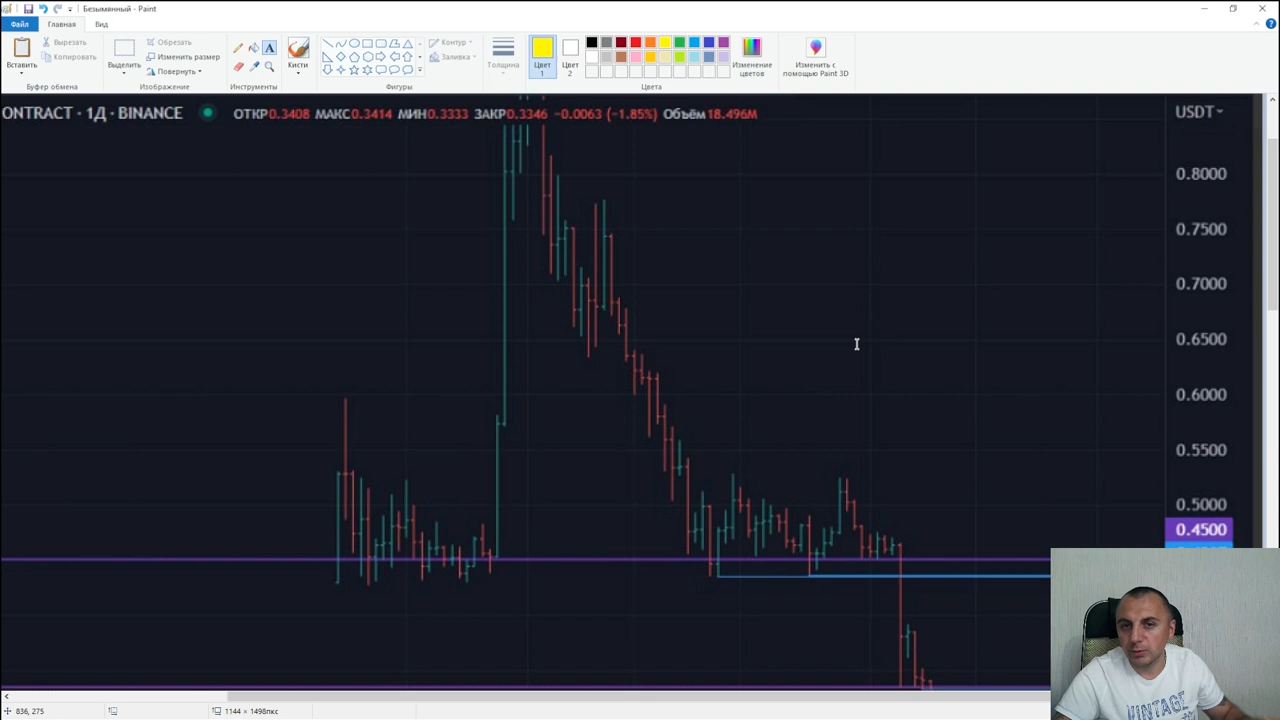 Безымянный - Paint
Файл
Главная
Вид
Вставить
Вырезать
Копировать
Буфер обмена
Выделить
Обрезать
Изменить размер
Повернуть
Изображение
Инструменты
Кисти
Контур
Заливка
Фигуры
Толщина
Цвет 1
Цвет 2
Изменение цветов
Цвета
Изменить с помощью Paint 3D
ONTRACT · 1Д · BINANCE
ОТКР0.3408 МАКС0.3414 МИН0.3333 ЗАКР0.3346 −0.0063 (−1.85%) Объём18.496M
USDT
0.8000
0.7500
0.7000
0.6500
0.6000
0.5500
0.5000
0.4500
VINTAGE
836, 275
1144 × 1498пкс